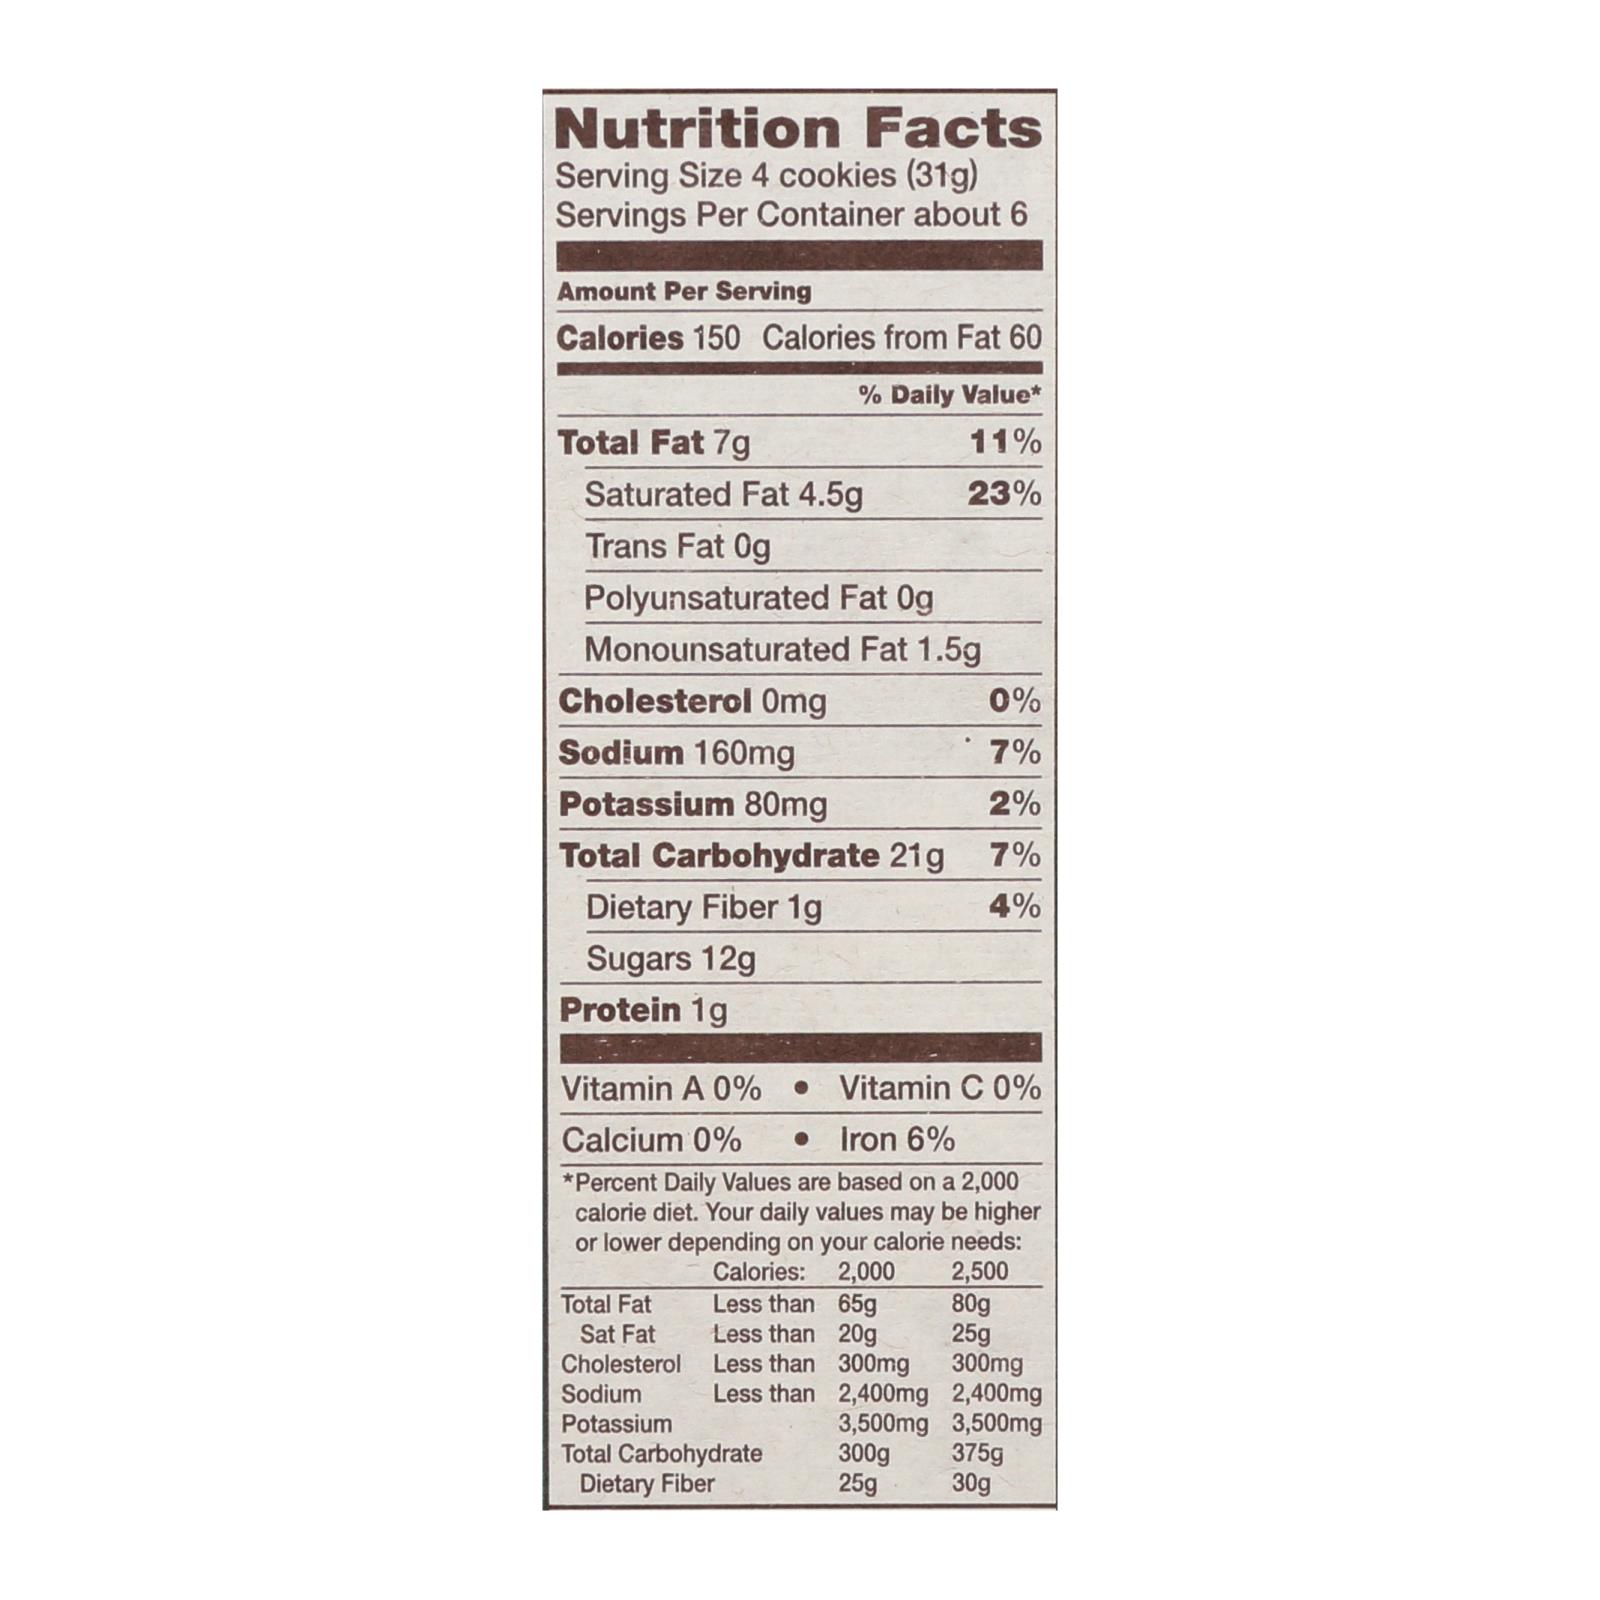 Nutrition Facts
Serving Size 4 cookies (31g)
Servings Per Container about 6
Amount Per Serving
Calories 150 Calories from Fat 60
% Daily Value*
Total Fat 7g 11%
Saturated Fat 4.5g 23%
Trans Fat 0g
Polyunsaturated Fat 0g
Monounsaturated Fat 1.5g
Cholesterol 0mg 0%
Sodium 160mg 7%
Potassium 80mg 2%
Total Carbohydrate 21g 7%
Dietary Fiber 1g 4%
Sugars 12g
Protein 1g
Vitamin A 0% • Vitamin C 0%
Calcium 0% • Iron 6%
*Percent Daily Values are based on a 2,000
calorie diet. Your daily values may be higher
or lower depending on your calorie needs:
Calories: 2,000 2,500
Total Fat Less than 65g 80g
Sat Fat Less than 20g 25g
Cholesterol Less than 300mg 300mg
Sodium Less than 2,400mg 2,400mg
Potassium 3,500mg 3,500mg
Total Carbohydrate 300g 375g
Dietary Fiber 25g 30g